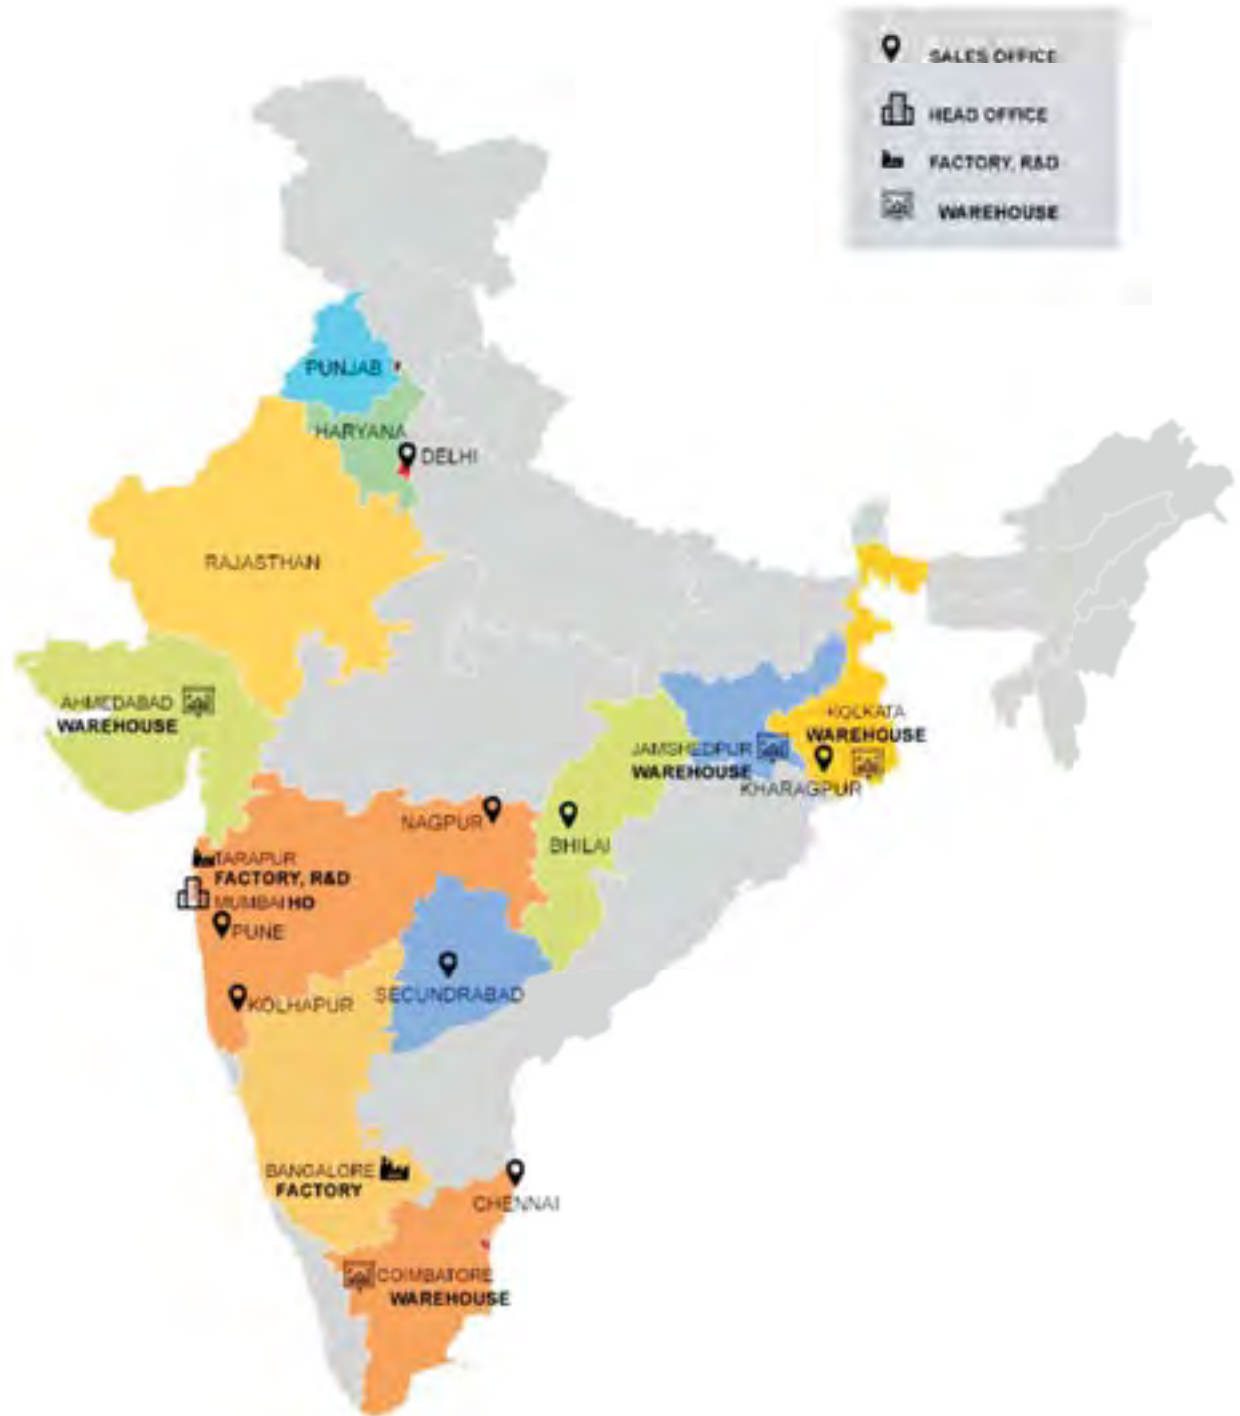 SALES OFFICE
HEAD OFFICE
FACTORY, R&D
WAREHOUSE
PUNJAB
HARYANA
DELHI
RAJASTHAN
AHMEDABAD
WAREHOUSE
KOLKATA
WAREHOUSE
JAMSHEDPUR
WAREHOUSE
KHARAGPUR
NAGPUR
BHILAI
TARAPUR
FACTORY, R&D
MUMBAI HO
PUNE
SECUNDRABAD
KOLHAPUR
BANGALORE
FACTORY
CHENNAI
COIMBATORE
WAREHOUSE